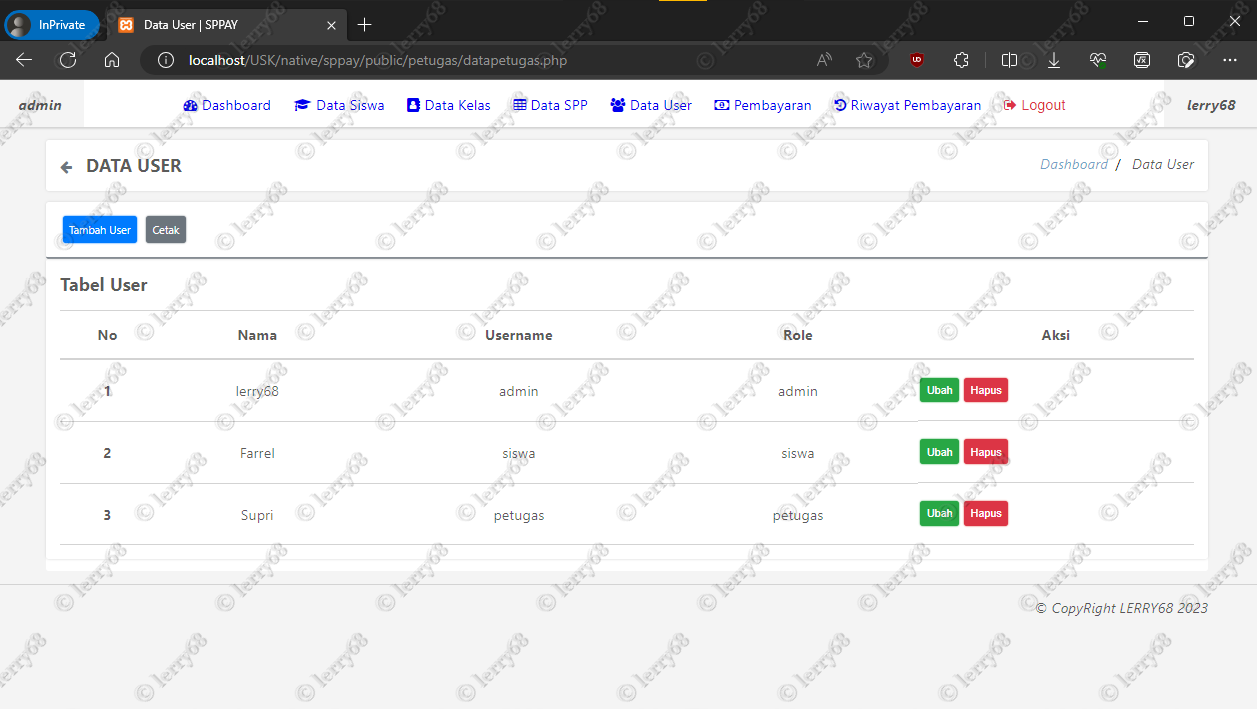 InPrivate Data User | SPPAY
localhost/USK/native/sppay/public/petugas/datapetugas.php
admin Dashboard Data Siswa Data Kelas Data SPP Data User Pembayaran Riwayat Pembayaran Logout lerry68
DATA USER Dashboard / Data User
Tambah User Cetak
Tabel User
No Nama Username Role Aksi
1 lerry68 admin admin Ubah Hapus
2 Farrel siswa siswa Ubah Hapus
3 Supri petugas petugas Ubah Hapus
© CopyRight LERRY68 2023
© lerry68